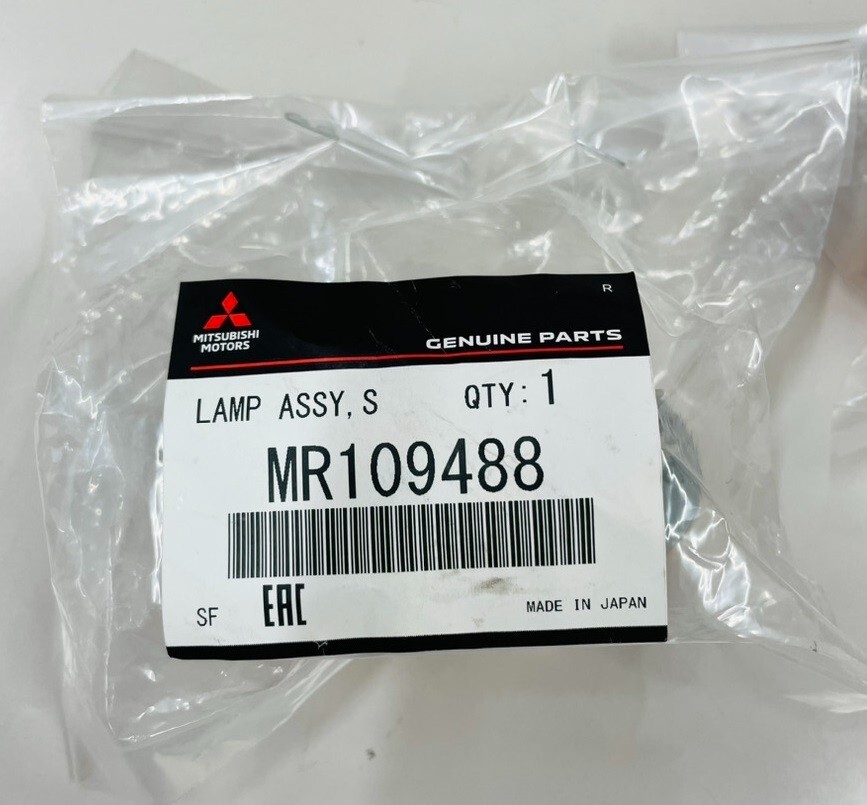 R
MITSUBISHI
MOTORS
GENUINE PARTS
LAMP ASSY,S QTY:1
MR109488
SF EAC MADE IN JAPAN